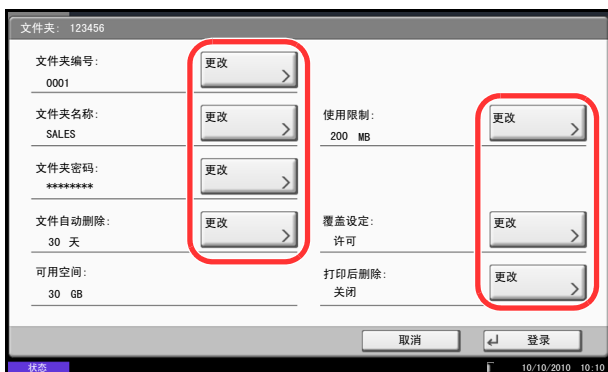 文件夹: 123456
文件夹编号:
0001
更改
文件夹名称:
SALES
更改
使用限制:
200 MB
更改
文件夹密码:
********
更改
文件自动删除:
30 天
更改
覆盖设定:
许可
更改
可用空间:
30 GB
打印后删除:
关闭
更改
取消
登录
状态
10/10/2010 10:10